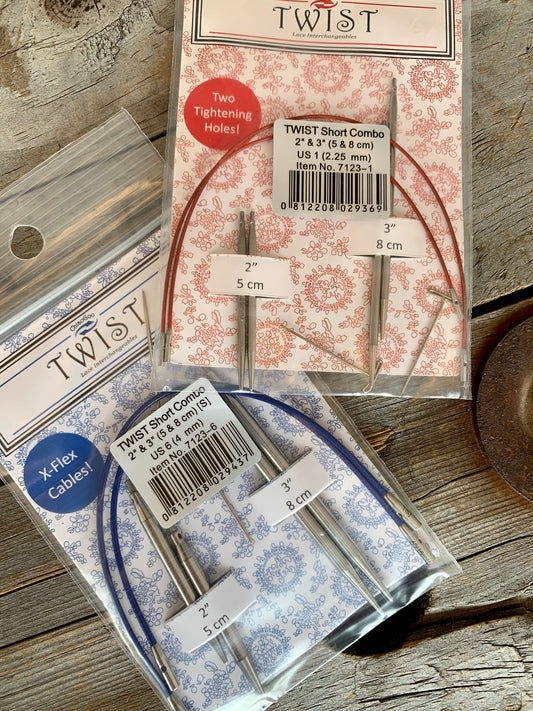 TWIST
Lace Interchangeables
Two
Tightening
Holes!
TWIST Short Combo
2" & 3" (5 & 8 cm)
US 1 (2.25 mm)
Item No. 7123-1
0 812208 029369
2"
5 cm
3"
8 cm
ChiaoGoo
TWIST
Lace Interchangeables
X-Flex
Cables!
TWIST Short Combo
2" & 3" (5 & 8 cm) [S]
US 6 (4 mm)
Item No. 7123-6
0 812208 029437
3"
8 cm
2"
5 cm